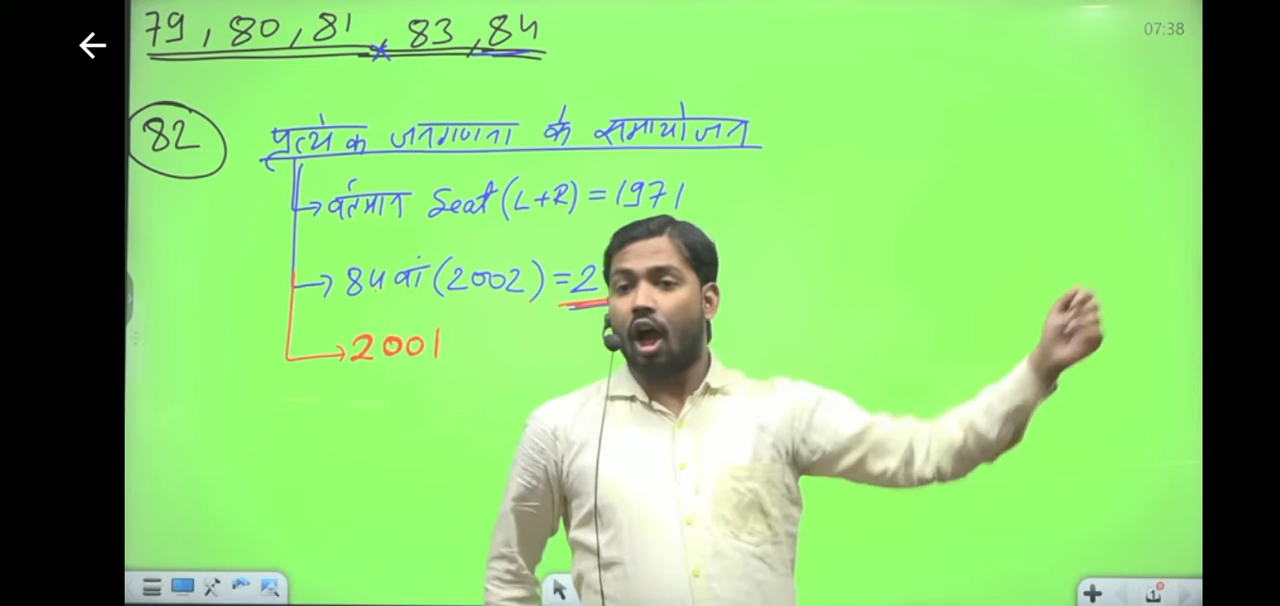 79, 80, 81, 83, 84
07:38
82
प्रत्येक जनगणना के समायोजन
→ वर्तमान Seat (L+R) = 1971
→ 84वां (2002) = 2
→ 2001